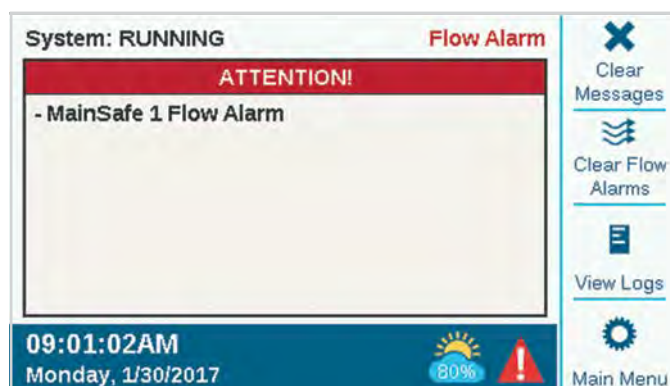 System: RUNNING
Flow Alarm
ATTENTION!
- MainSafe 1 Flow Alarm
09:01:02AM
Monday, 1/30/2017
80%
Clear
Messages
Clear Flow
Alarms
View Logs
Main Menu